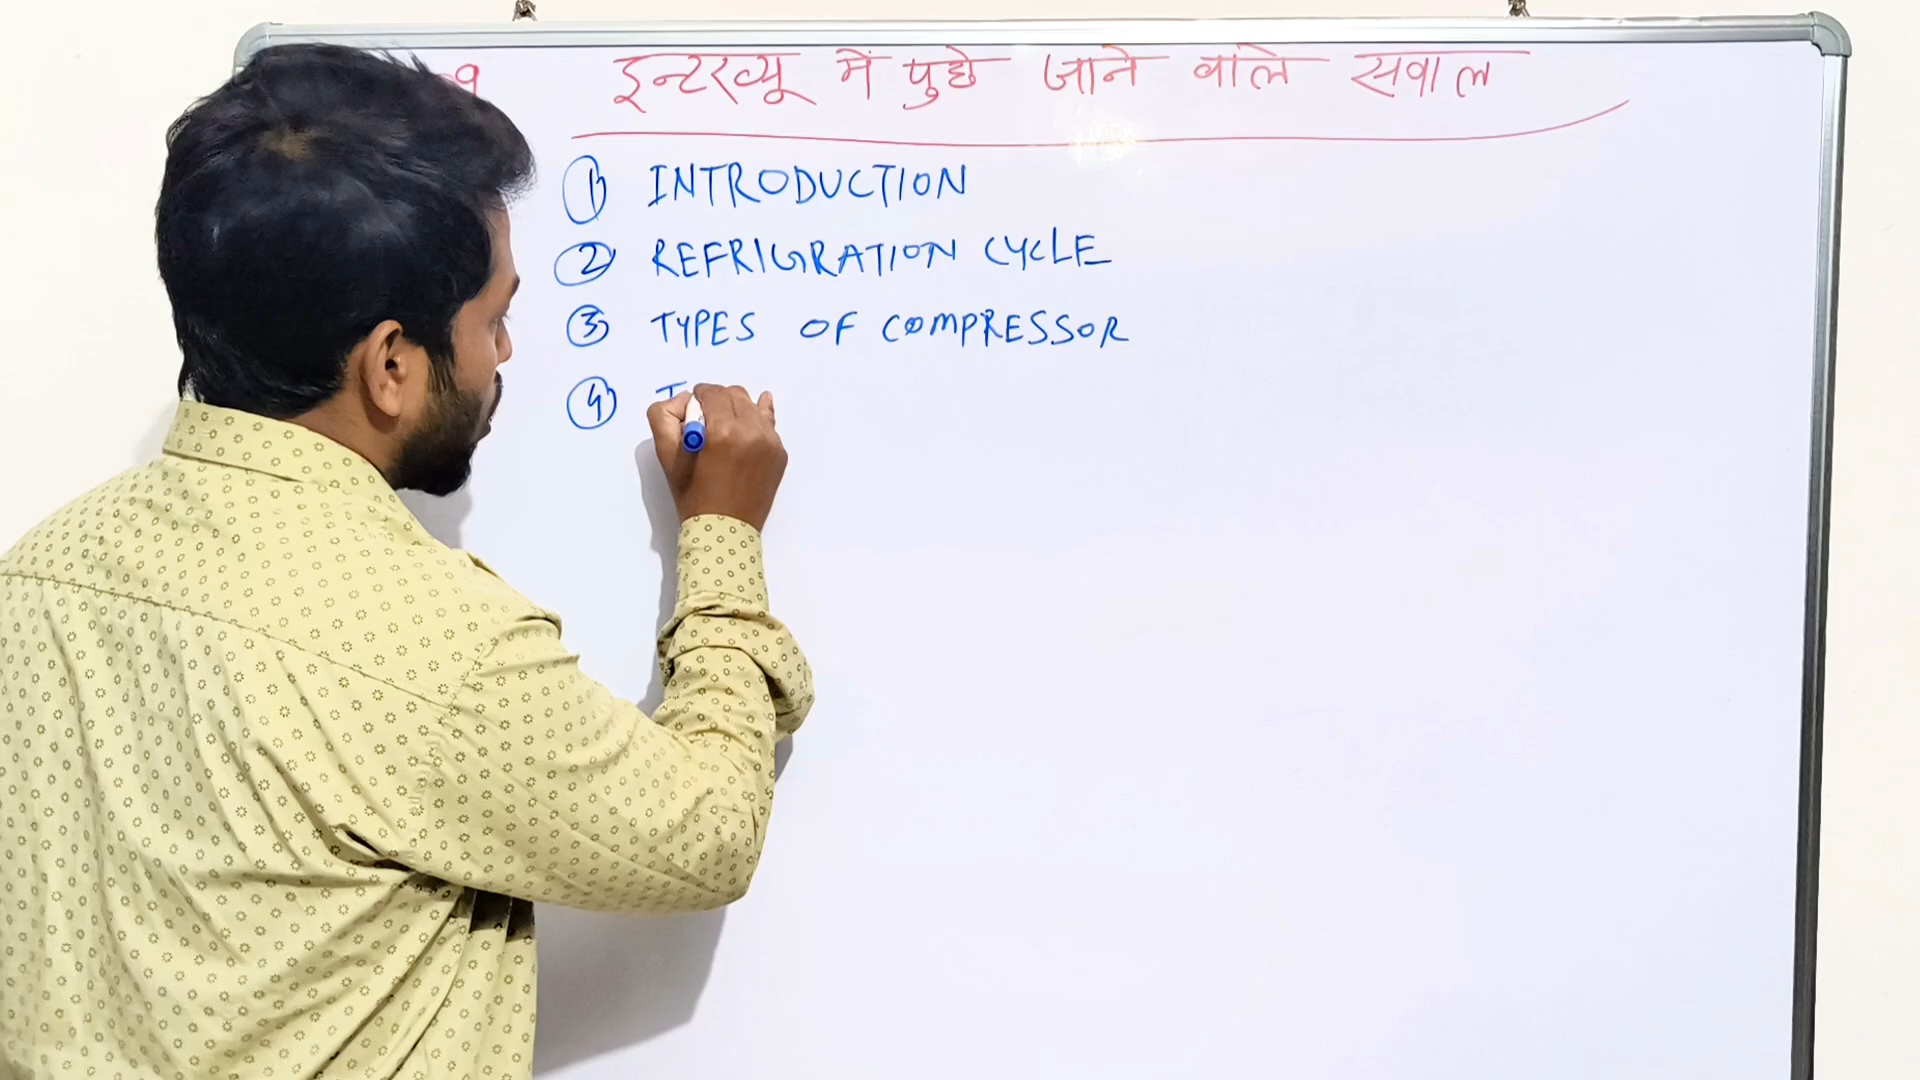 इन्टरव्यू में पुछे जाने वाले सवाल
① INTRODUCTION
② REFRIGRATION CYCLE
③ TYPES OF COMPRESSOR
④